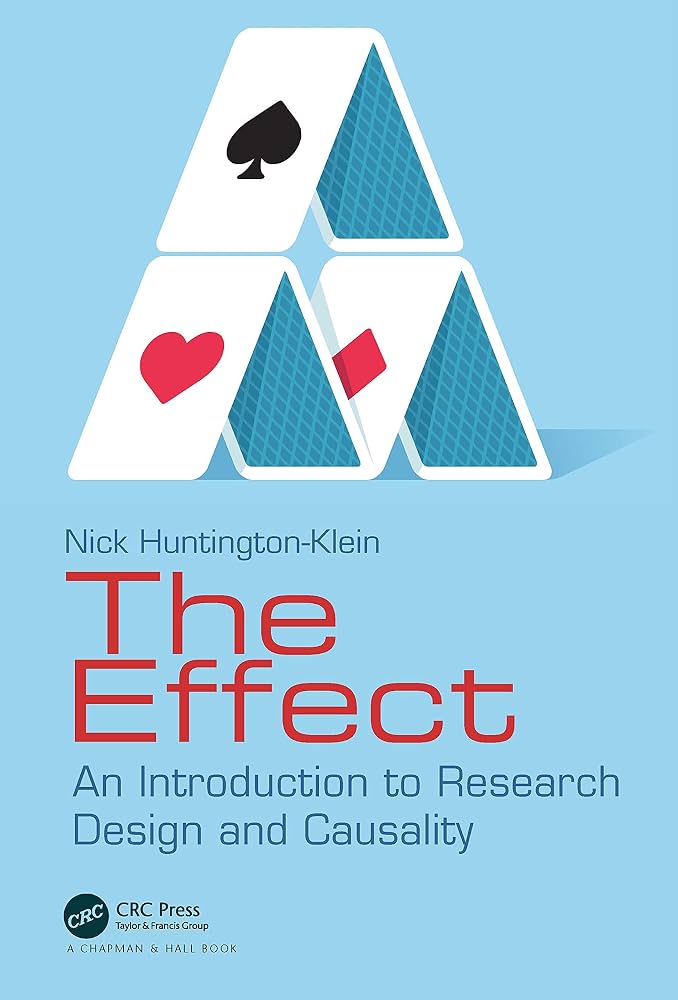 Nick Huntington-Klein
The
Effect
An Introduction to Research
Design and Causality
CRC
CRC Press
Taylor & Francis Group
A CHAPMAN & HALL BOOK